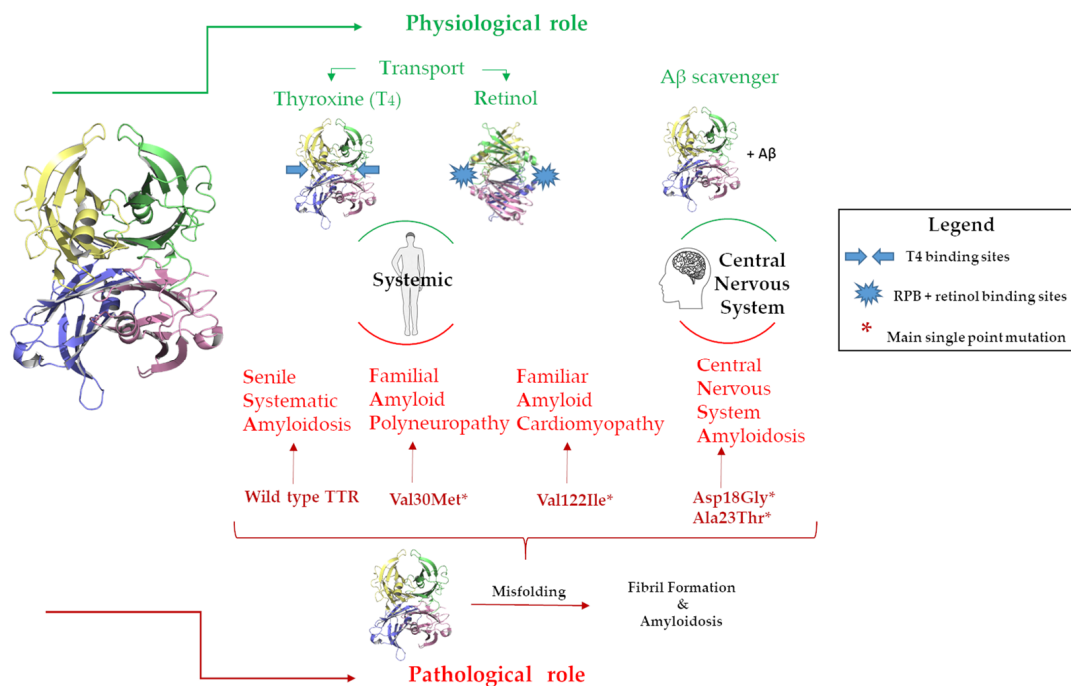 Physiological role
Transport
Thyroxine (T4)
Retinol
Aβ scavenger
+ Aβ
Systemic
Central
Nervous
System
Legend
T4 binding sites
RPB + retinol binding sites
* Main single point mutation
Senile
Systematic
Amyloidosis
Familial
Amyloid
Polyneuropathy
Familiar
Amyloid
Cardiomyopathy
Central
Nervous
System
Amyloidosis
Wild type TTR
Val30Met*
Val122Ile*
Asp18Gly*
Ala23Thr*
Misfolding
Fibril Formation
&
Amyloidosis
Pathological role